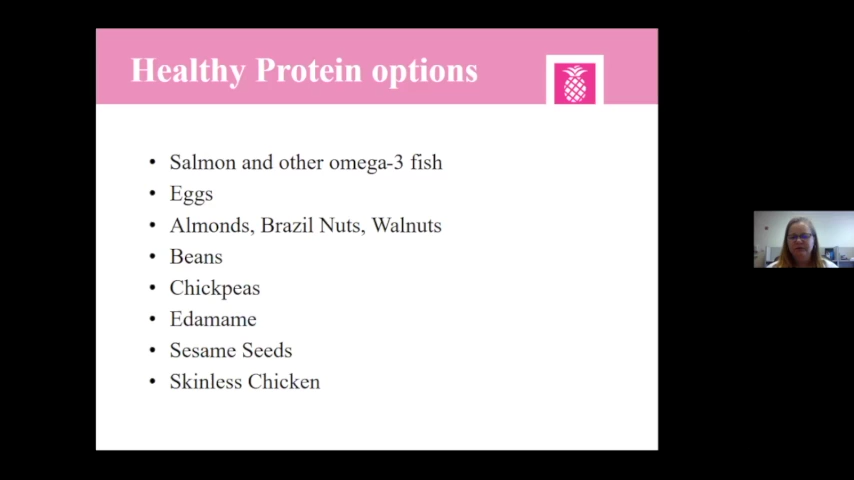 Healthy Protein options
• Salmon and other omega-3 fish
• Eggs
• Almonds, Brazil Nuts, Walnuts
• Beans
• Chickpeas
• Edamame
• Sesame Seeds
• Skinless Chicken